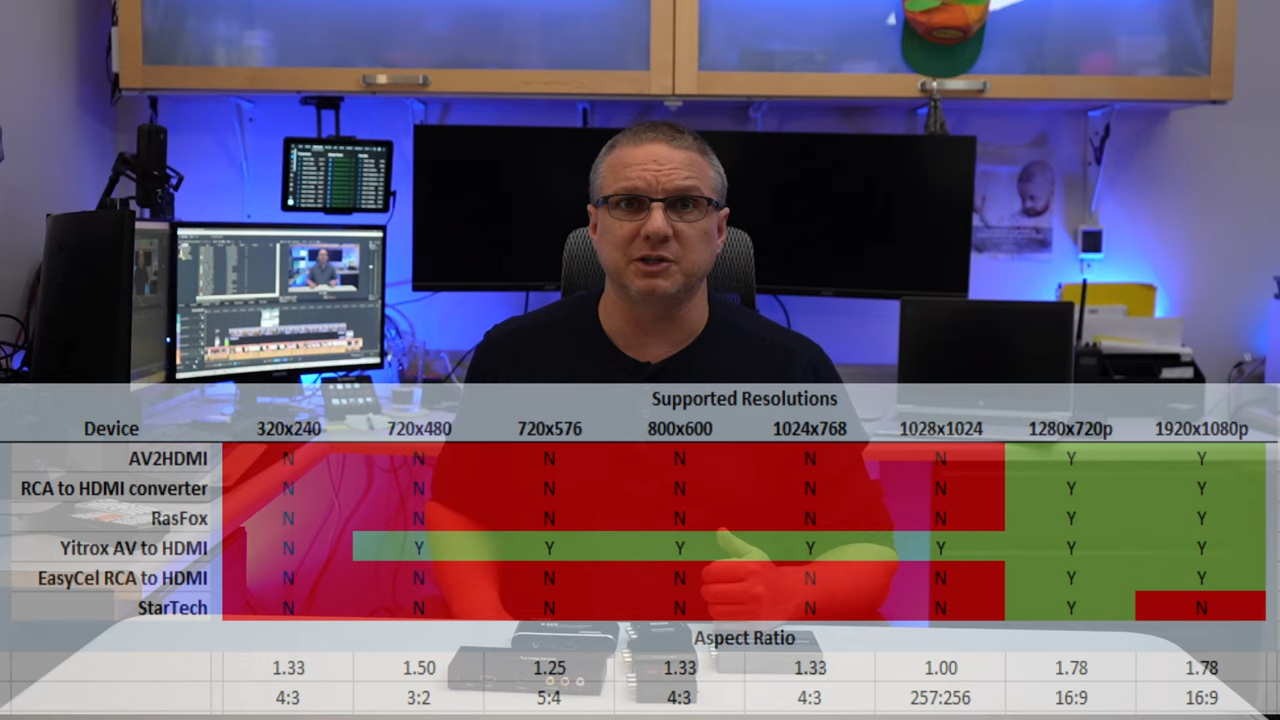 Supported Resolutions
Device 320x240 720x480 720x576 800x600 1024x768 1028x1024 1280x720p 1920x1080p
AV2HDMI N N N N N N Y Y
RCA to HDMI converter N N N N N N Y Y
RasFox N N N N N N Y Y
Yitrox AV to HDMI N Y Y Y Y Y Y Y
EasyCel RCA to HDMI N N N N N N Y Y
StarTech N N N N N N Y N
Aspect Ratio
1.33 1.50 1.25 1.33 1.33 1.00 1.78 1.78
4:3 3:2 5:4 4:3 4:3 257:256 16:9 16:9